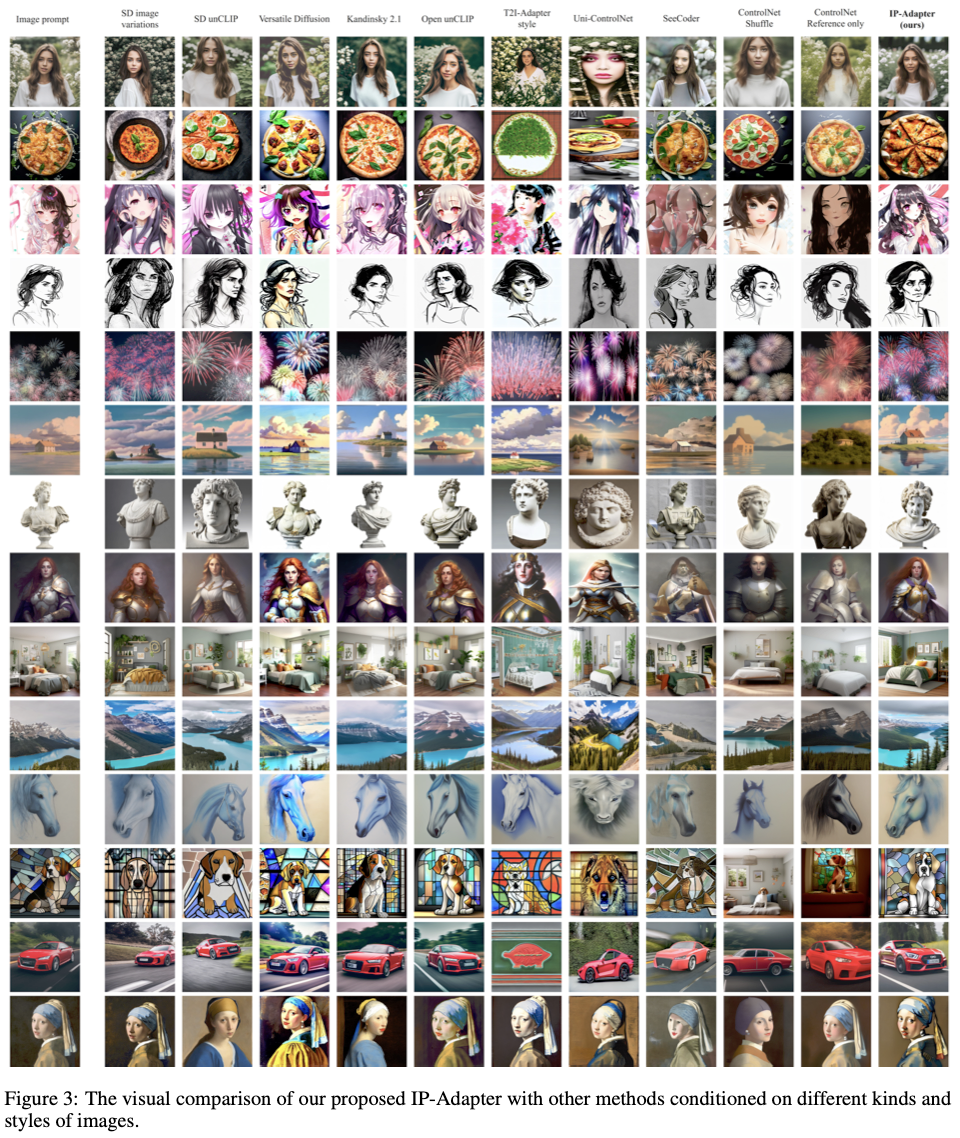 Image prompt
SD image
variations
SD unCLIP
Versatile Diffusion
Kandinsky 2.1
Open unCLIP
T2I-Adapter
style
Uni-ControlNet
SeeCoder
ControlNet
Shuffle
ControlNet
Reference only
IP-Adapter
(ours)
Figure 3: The visual comparison of our proposed IP-Adapter with other methods conditioned on different kinds and
styles of images.